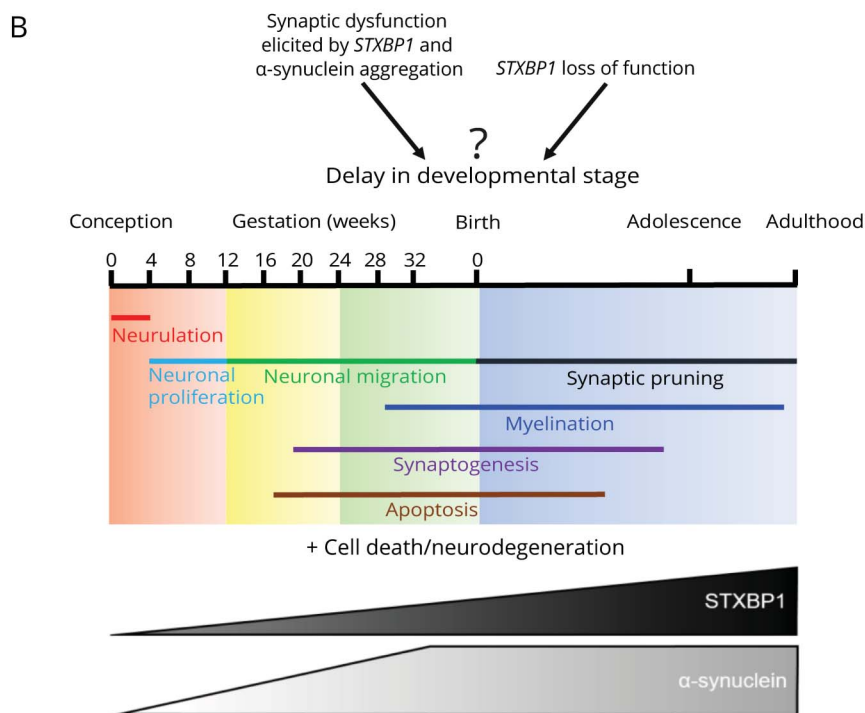 B
Synaptic dysfunction
elicited by STXBP1 and
α-synuclein aggregation
STXBP1 loss of function
?
Delay in developmental stage
Conception Gestation (weeks) Birth Adolescence Adulthood
0 4 8 12 16 20 24 28 32 0
Neurulation
Neuronal
proliferation
Neuronal migration
Synaptic pruning
Myelination
Synaptogenesis
Apoptosis
+ Cell death/neurodegeneration
STXBP1
α-synuclein